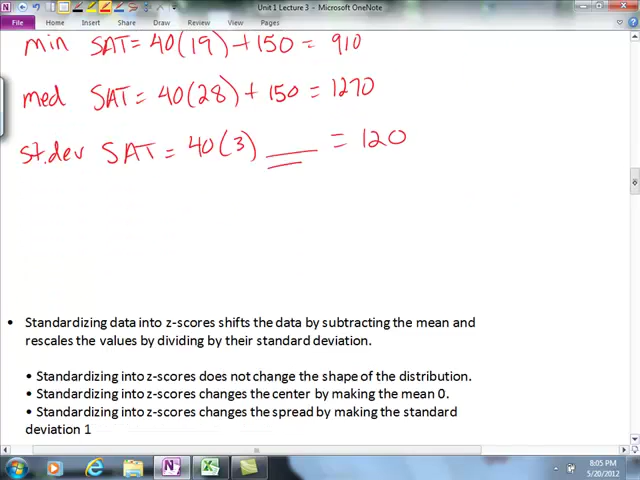 Unit 1 Lecture 3 - Microsoft OneNote
File Home Insert Share Draw Review View
min SAT = 40(19) + 150 = 910
med SAT = 40(28) + 150 = 1270
st.dev SAT = 40(3) = 120
• Standardizing data into z-scores shifts the data by subtracting the mean and
rescales the values by dividing by their standard deviation.
• Standardizing into z-scores does not change the shape of the distribution.
• Standardizing into z-scores changes the center by making the mean 0.
• Standardizing into z-scores changes the spread by making the standard
deviation 1
8:05 PM
5/20/2012